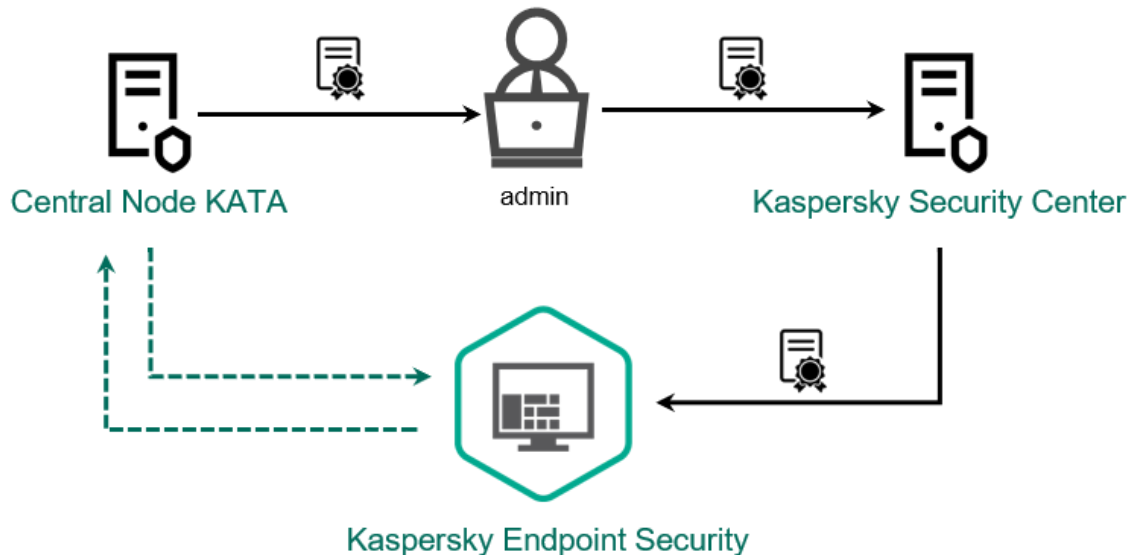 admin
Central Node KATA
Kaspersky Security Center
Kaspersky Endpoint Security